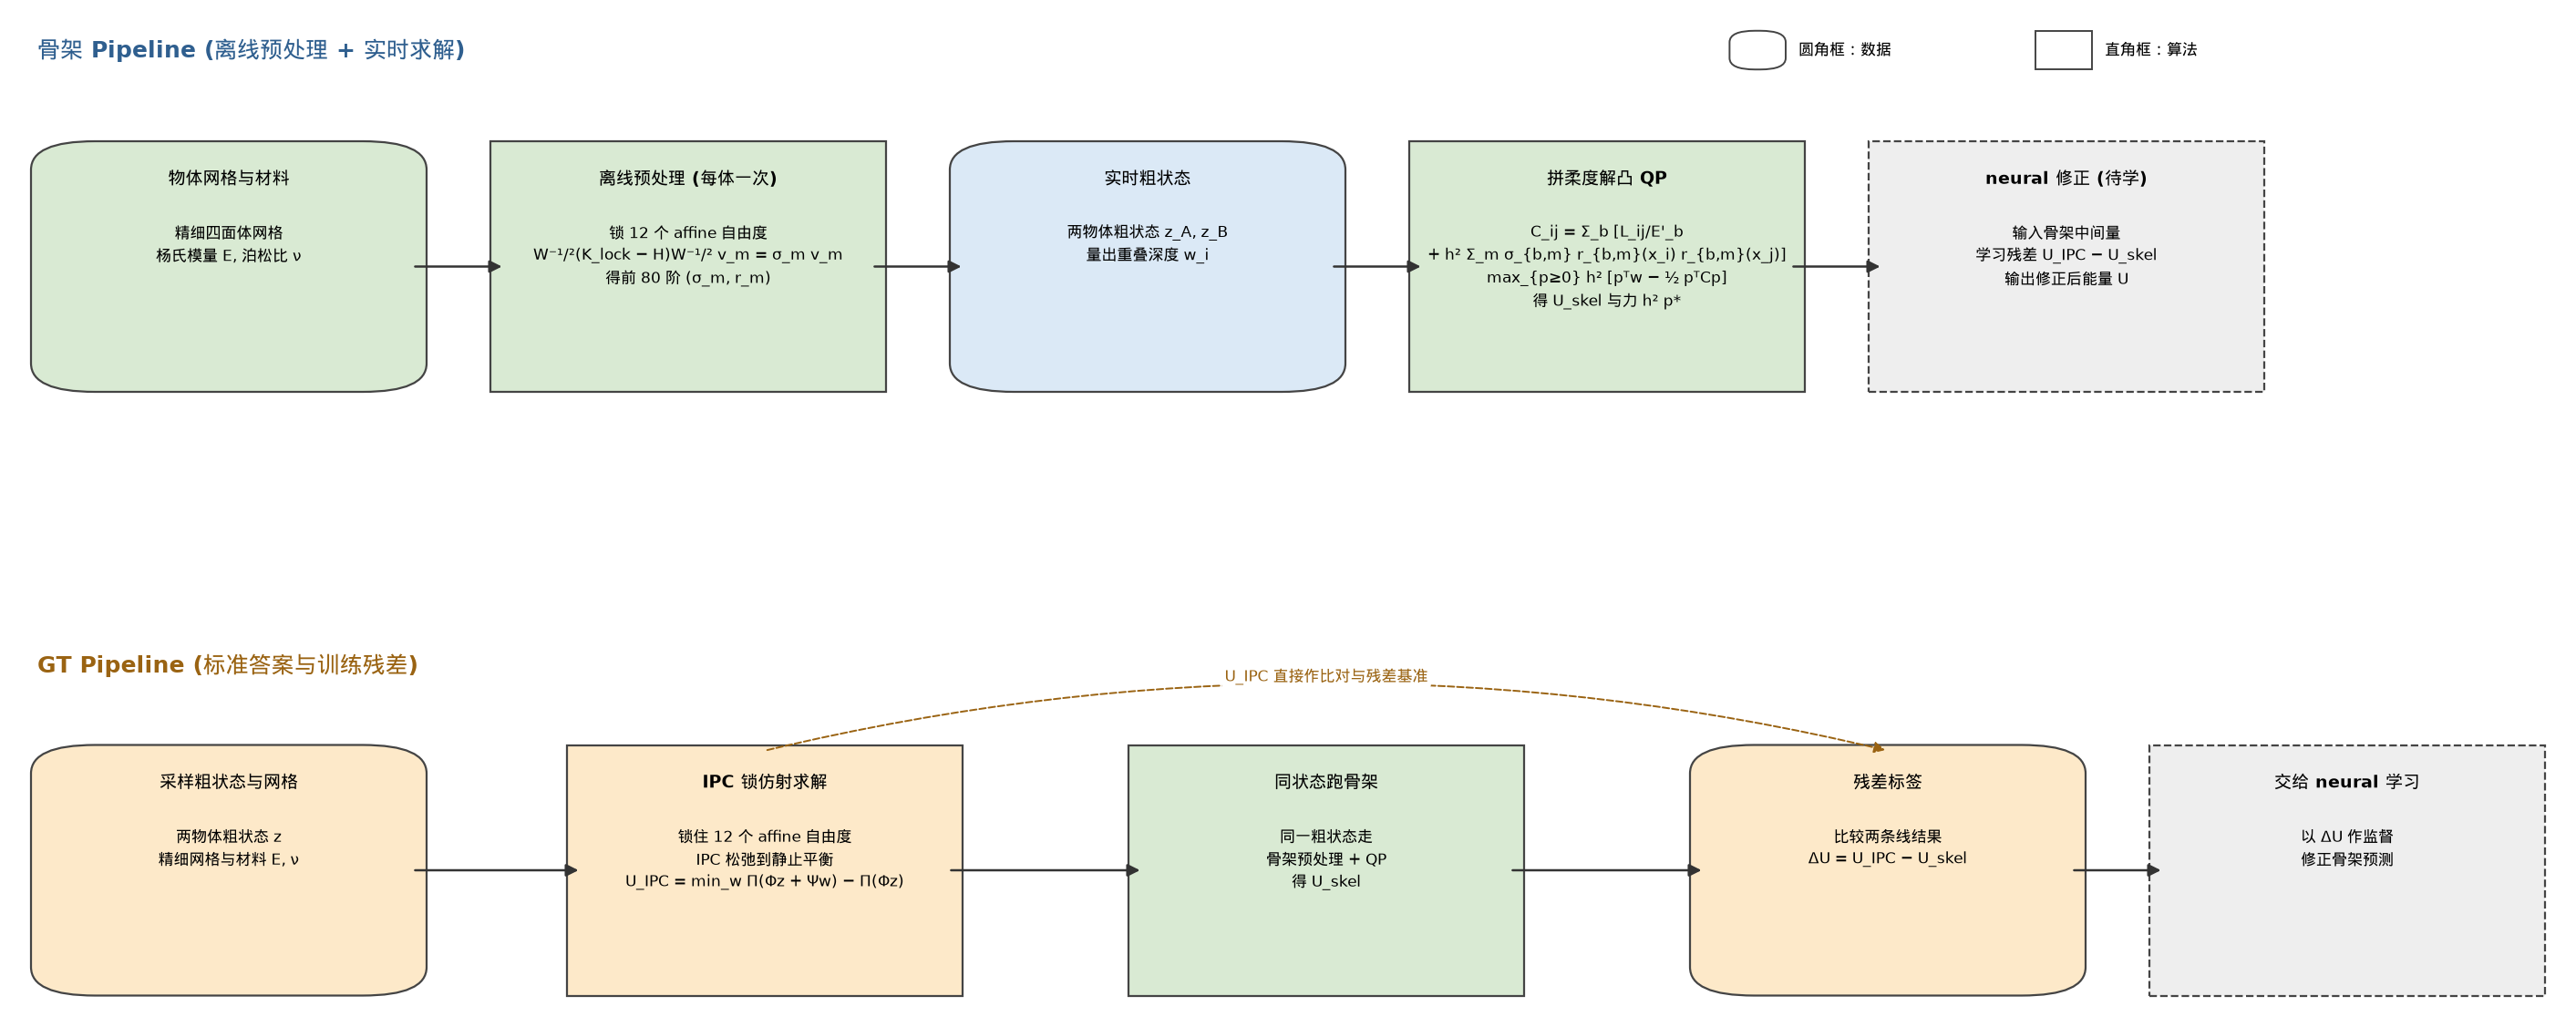 骨架 Pipeline (离线预处理 + 实时求解)
圆角框：数据
直角框：算法
物体网格与材料
精细四面体网格
杨氏模量 E, 泊松比 ν
离线预处理 (每体一次)
锁 12 个 affine 自由度
W⁻¹/²(K_lock − H)W⁻¹/² v_m = σ_m v_m
得前 80 阶 (σ_m, r_m)
实时粗状态
两物体粗状态 z_A, z_B
量出重叠深度 w_i
拼柔度解凸 QP
C_ij = Σ_b [L_ij/E'_b
+ h² Σ_m σ_{b,m} r_{b,m}(x_i) r_{b,m}(x_j)]
max_{p≥0} h² [pᵀw − ½ pᵀCp]
得 U_skel 与力 h² p*
neural 修正 (待学)
输入骨架中间量
学习残差 U_IPC − U_skel
输出修正后能量 U
GT Pipeline (标准答案与训练残差)
U_IPC 直接作比对与残差基准
采样粗状态与网格
两物体粗状态 z
精细网格与材料 E, ν
IPC 锁仿射求解
锁住 12 个 affine 自由度
IPC 松弛到静止平衡
U_IPC = min_w Π(Φz + Ψw) − Π(Φz)
同状态跑骨架
同一粗状态走
骨架预处理 + QP
得 U_skel
残差标签
比较两条线结果
ΔU = U_IPC − U_skel
交给 neural 学习
以 ΔU 作监督
修正骨架预测